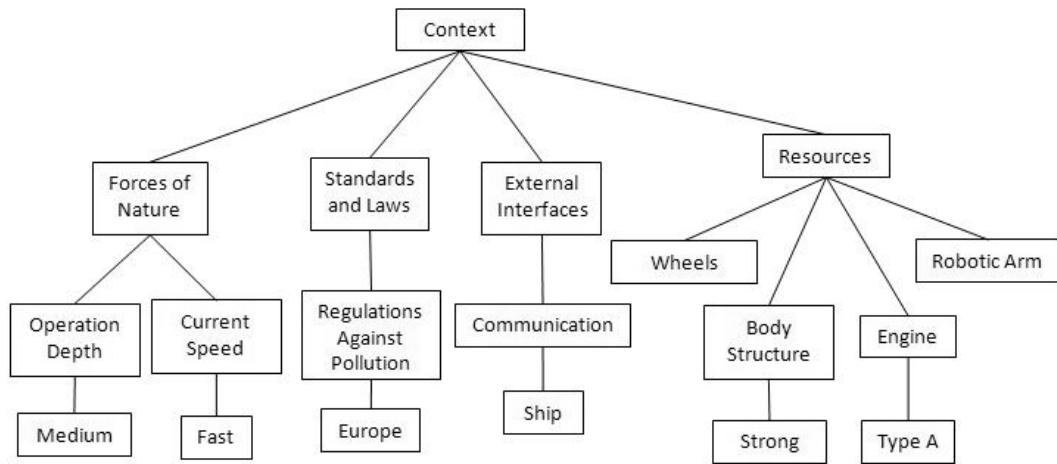 Context
Forces of
Nature
Standards
and Laws
External
Interfaces
Resources
Wheels
Robotic Arm
Operation
Depth
Current
Speed
Regulations
Against
Pollution
Communication
Body
Structure
Engine
Medium
Fast
Europe
Ship
Strong
Type A